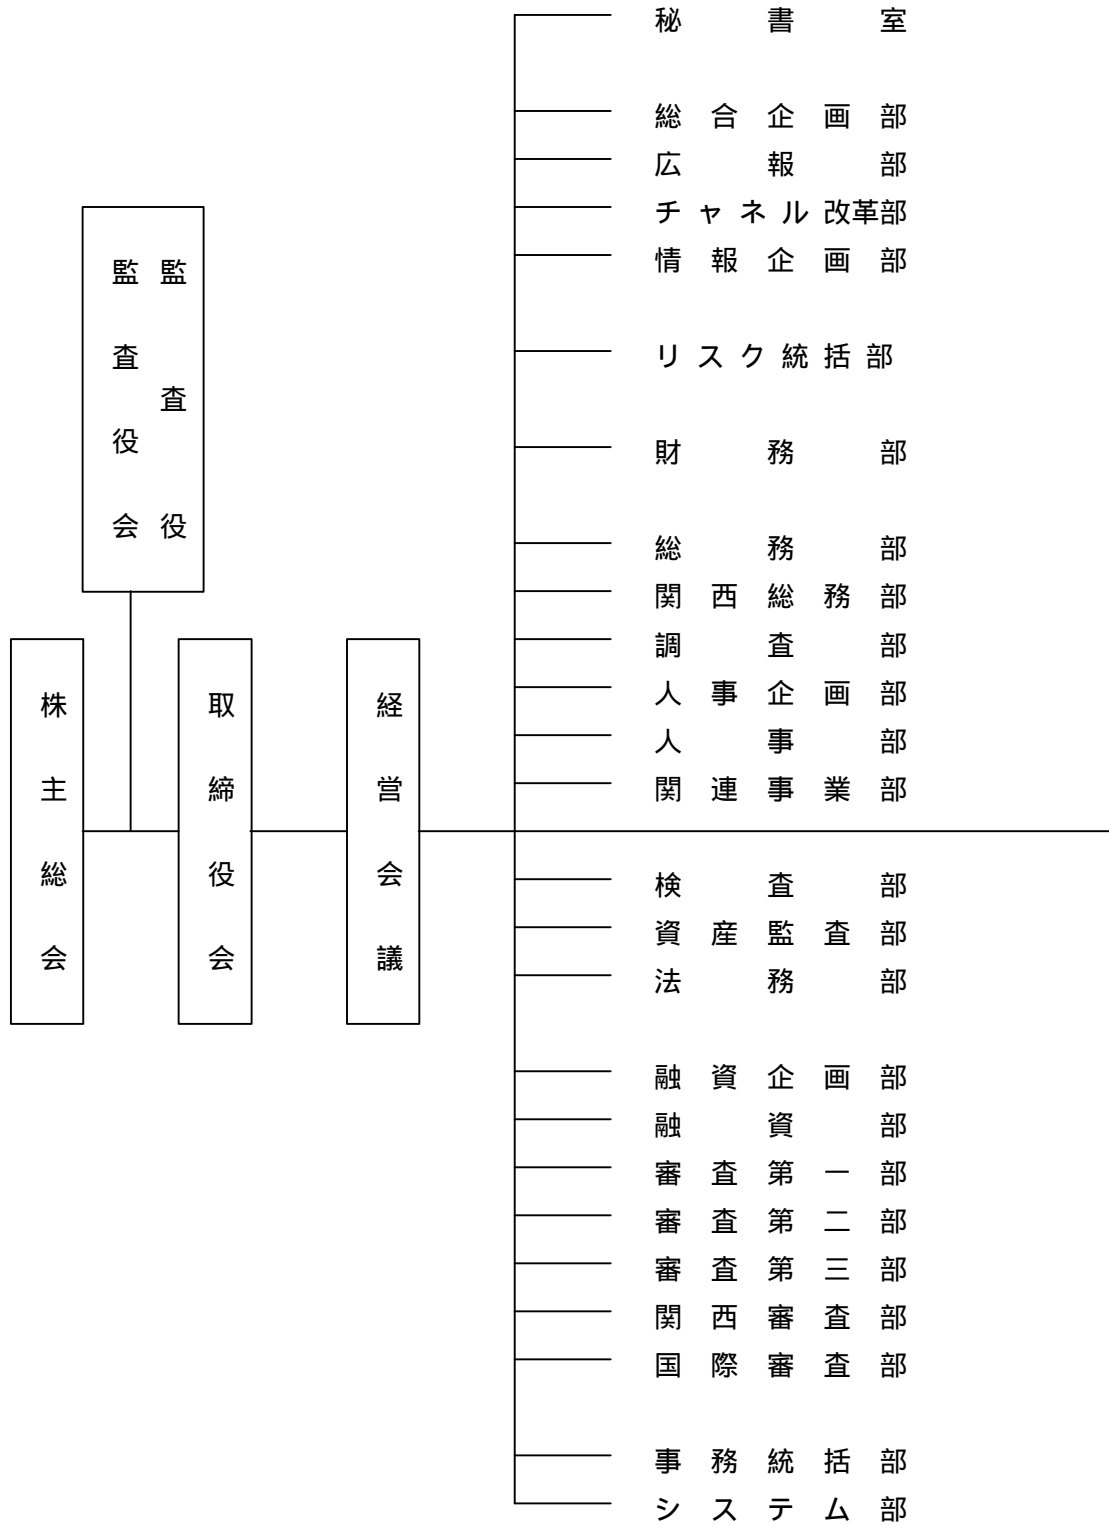 監査役
監査役会
株主総会
取締役会
経営会議
秘書室
総合企画部
広報部
チャネル改革部
情報企画部
リスク統括部
財務部
総務部
関西総務部
調査部
人事企画部
人事部
関連事業部
検査部
資産監査部
法務部
融資企画部
融資部
審査第一部
審査第二部
審査第三部
関西審査部
国際審査部
事務統括部
システム部